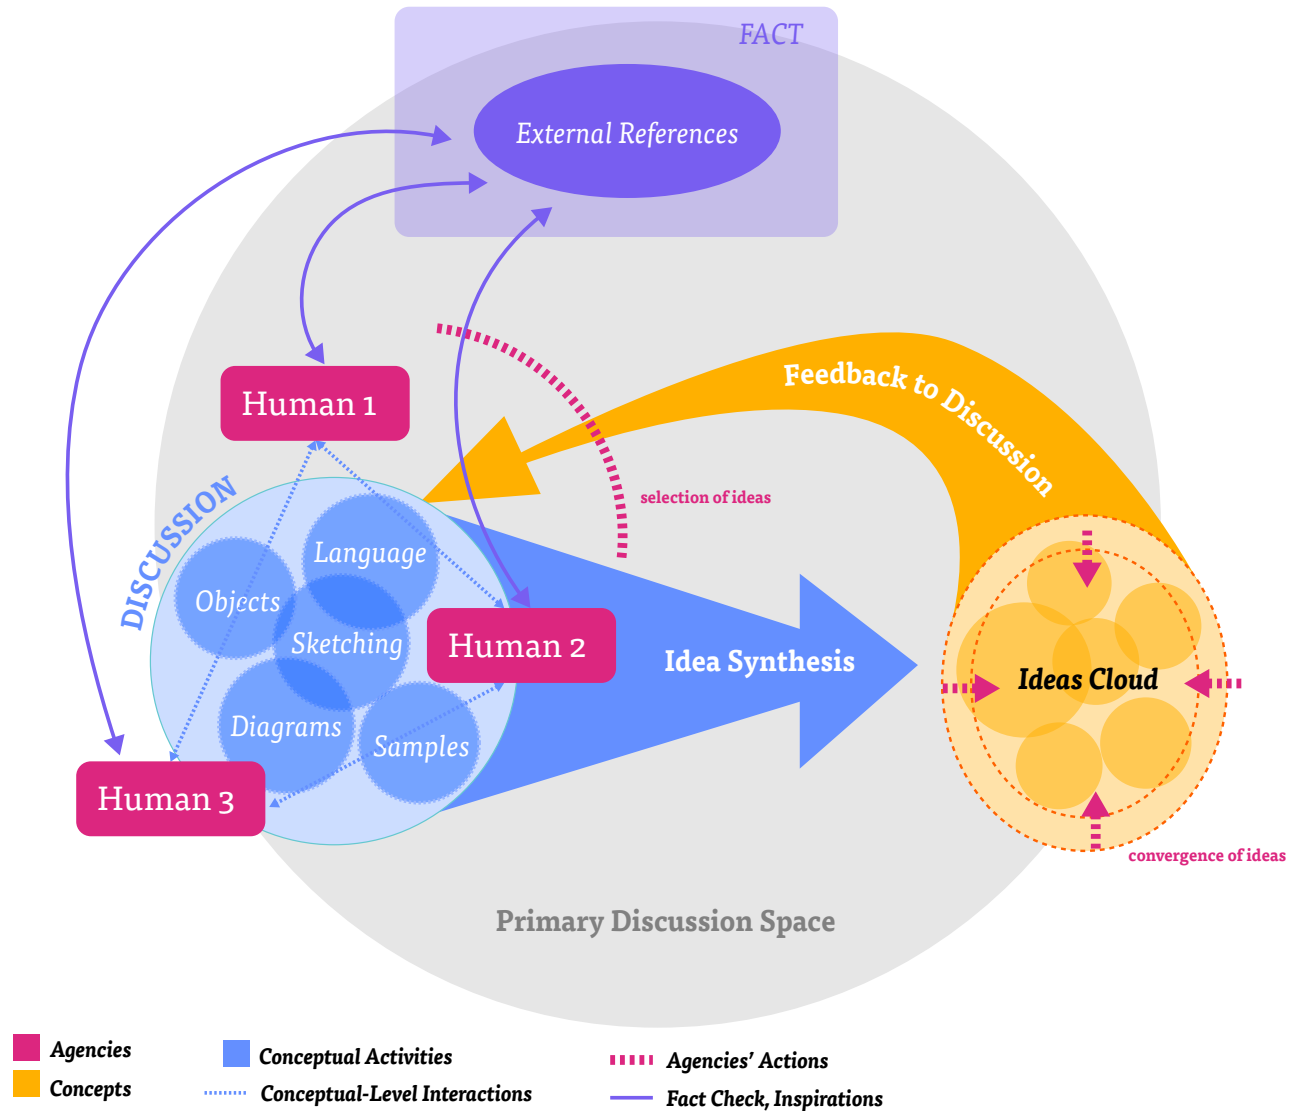 FACT
External References
Human 1
Feedback to Discussion
selection of ideas
DISCUSSION
Language
Objects
Sketching
Human 2
Idea Synthesis
Ideas Cloud
Diagrams
Samples
Human 3
convergence of ideas
Primary Discussion Space
Agencies
Conceptual Activities
Agencies' Actions
Concepts
Conceptual-Level Interactions
Fact Check, Inspirations